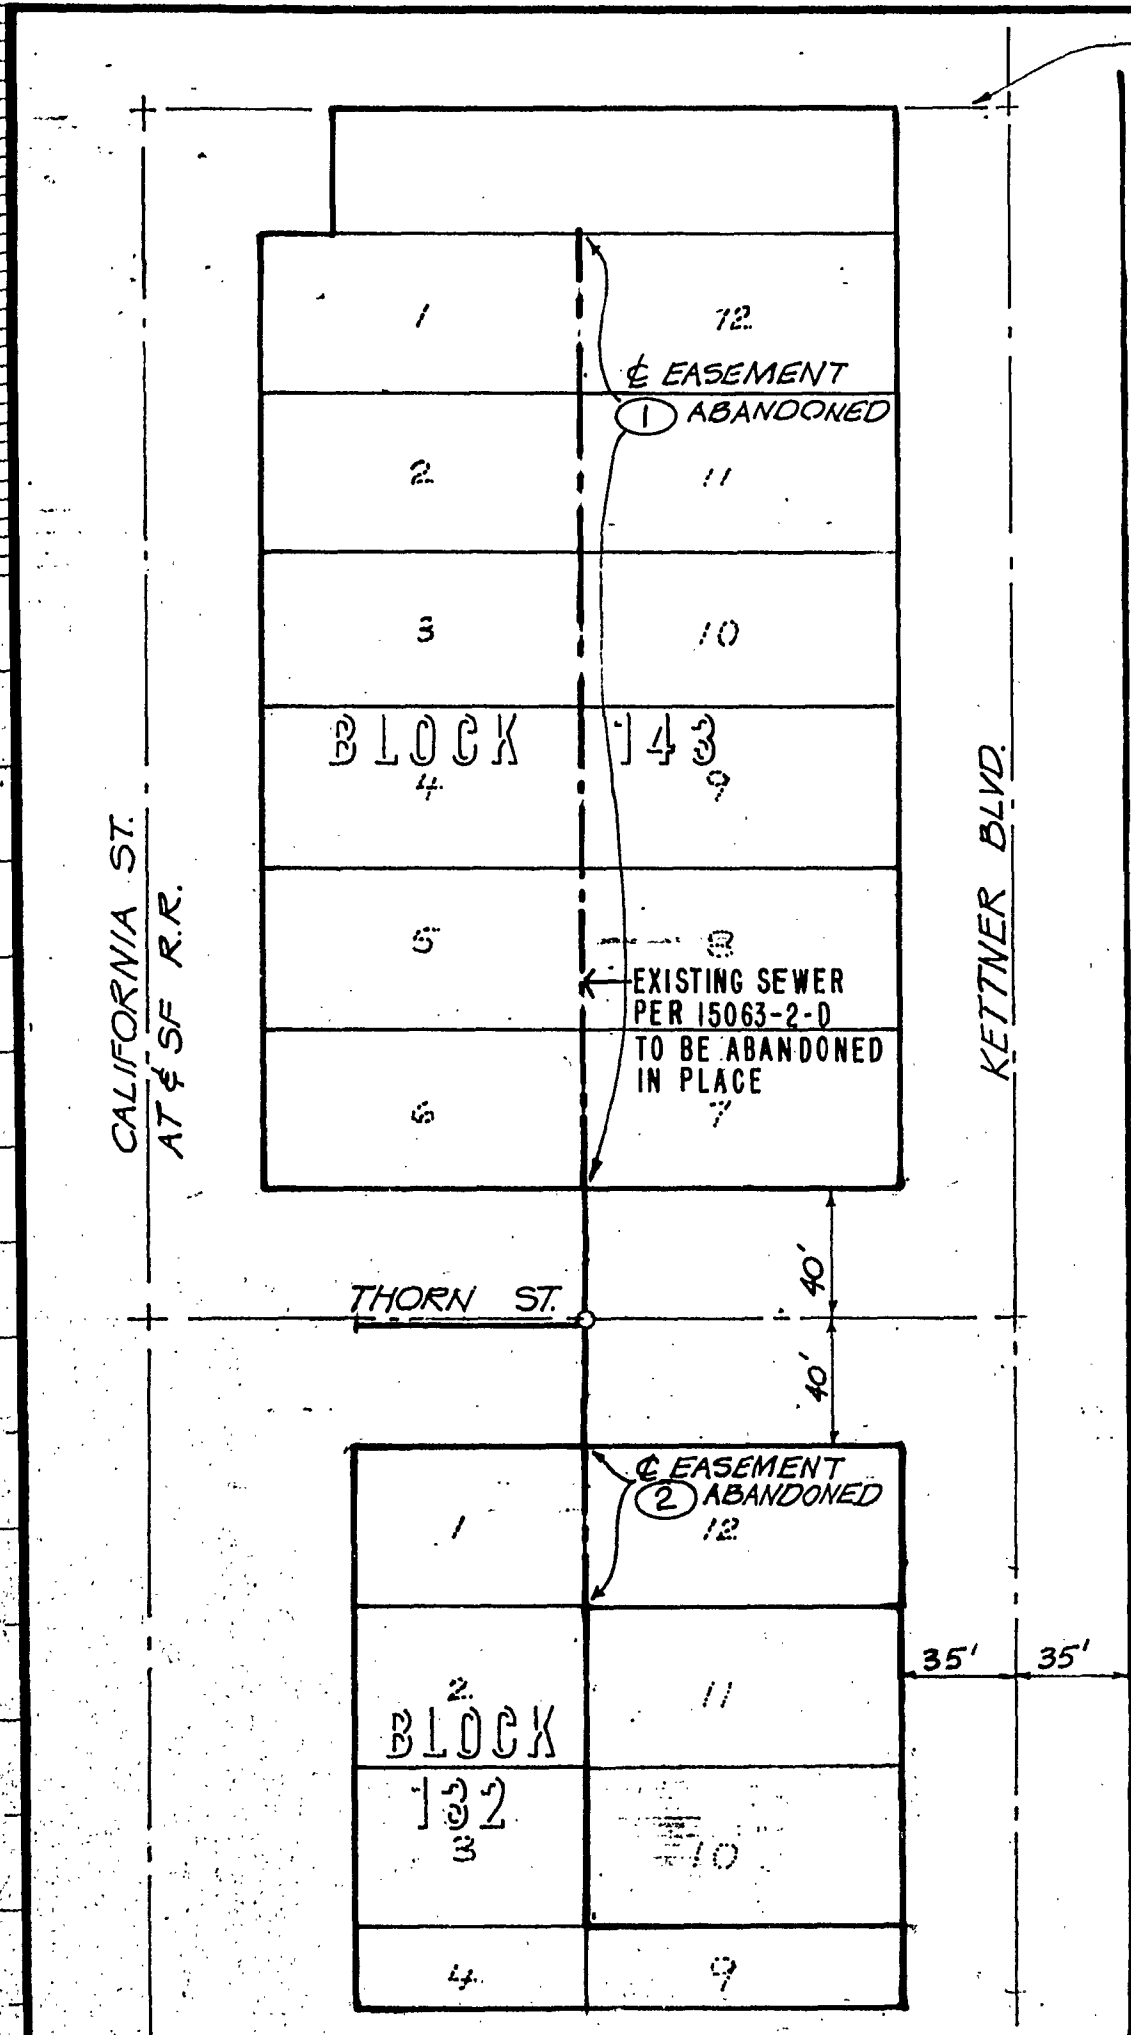 1
12
℄ EASEMENT
1 ABANDONED
2
11
3
10
BLOCK 143
4
9
CALIFORNIA ST.
AT & SF R.R.
KETTNER BLVD.
5
8
EXISTING SEWER
PER 15063-2-D
TO BE ABANDONED
IN PLACE
6
7
40'
THORN ST.
40'
℄ EASEMENT
2 ABANDONED
1
12
35' 35'
2
11
BLOCK
132
3
10
4
9